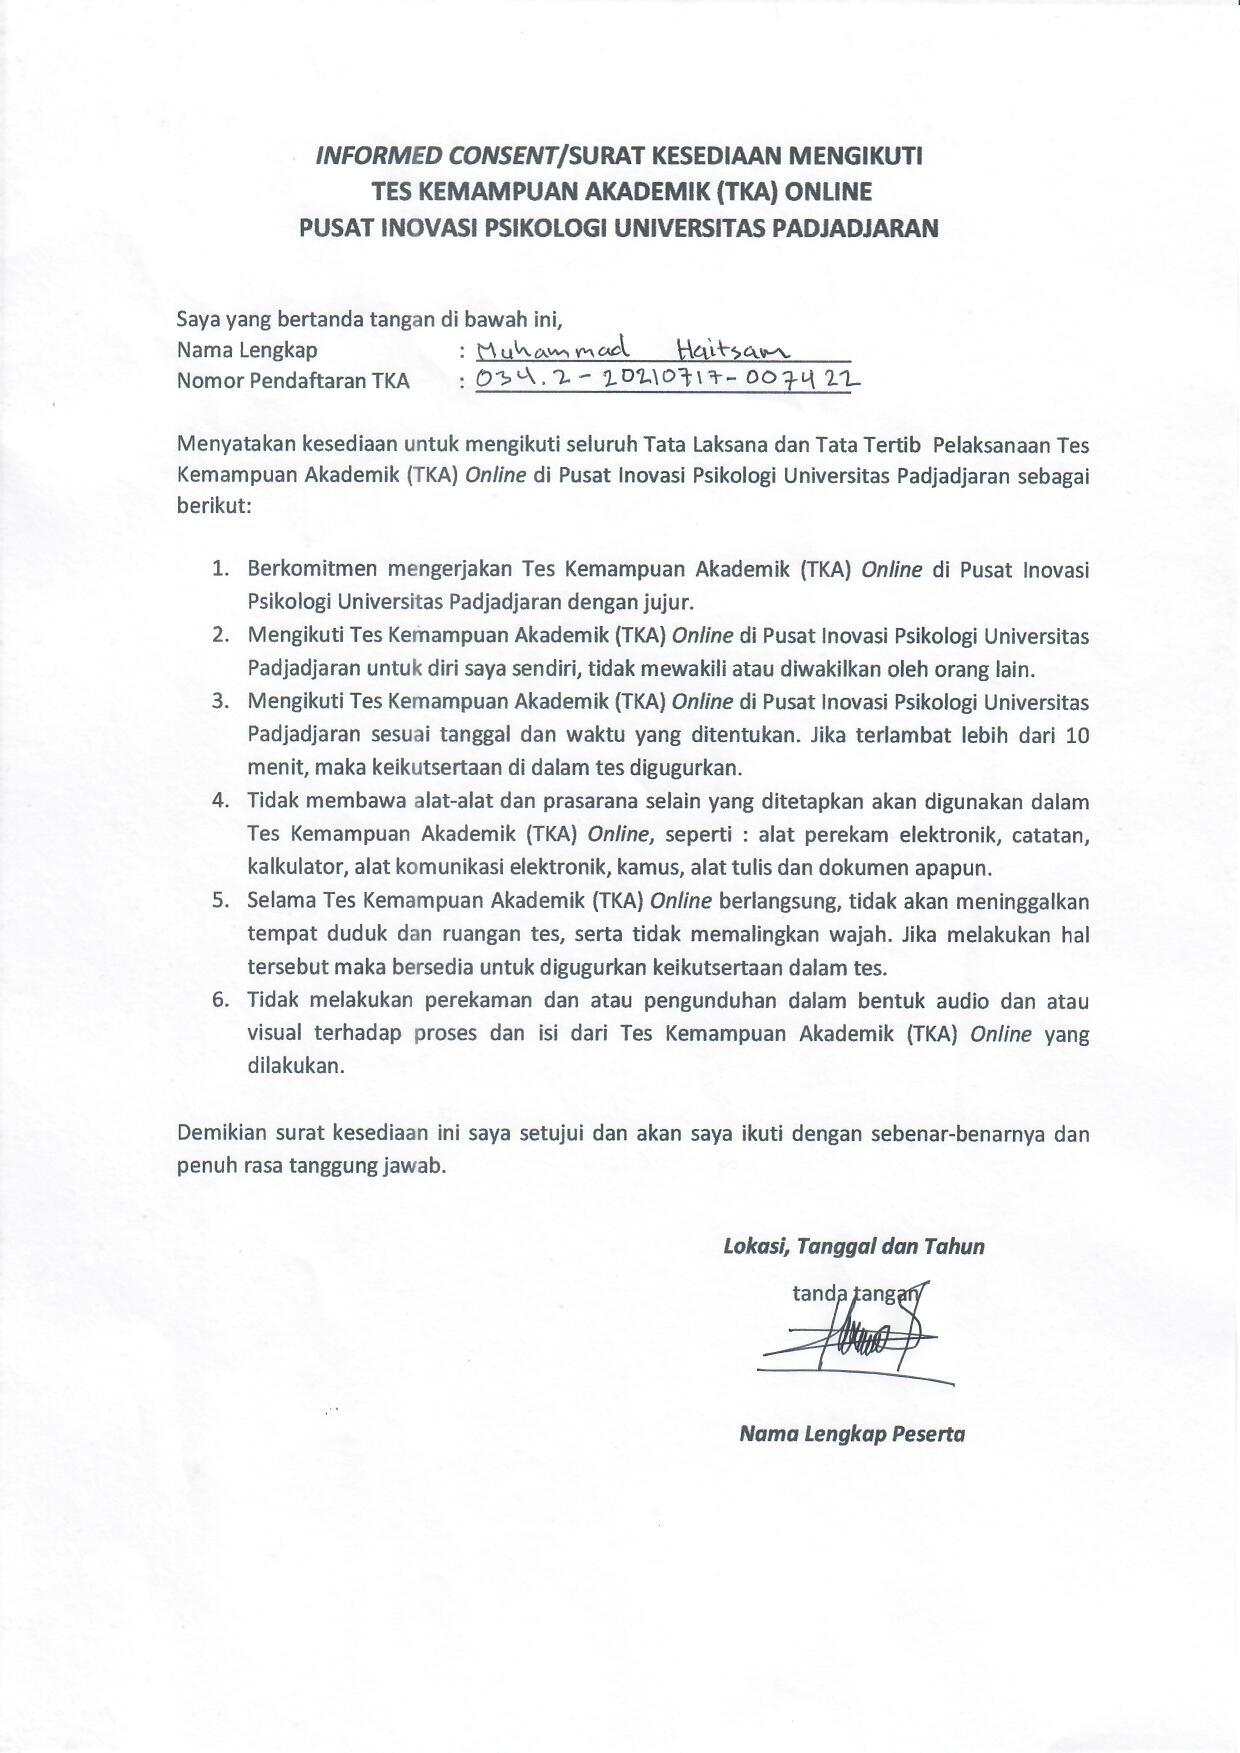 INFORMED CONSENT/SURAT KESEDIAAN MENGIKUTI
TES KEMAMPUAN AKADEMIK (TKA) ONLINE
PUSAT INOVASI PSIKOLOGI UNIVERSITAS PADJADJARAN
Saya yang bertanda tangan di bawah ini,
Nama Lengkap : Muhammad Haitsam
Nomor Pendaftaran TKA : 034.2-20210717-007422
Menyatakan kesediaan untuk mengikuti seluruh Tata Laksana dan Tata Tertib Pelaksanaan Tes
Kemampuan Akademik (TKA) Online di Pusat Inovasi Psikologi Universitas Padjadjaran sebagai
berikut:
1. Berkomitmen mengerjakan Tes Kemampuan Akademik (TKA) Online di Pusat Inovasi
Psikologi Universitas Padjadjaran dengan jujur.
2. Mengikuti Tes Kemampuan Akademik (TKA) Online di Pusat Inovasi Psikologi Universitas
Padjadjaran untuk diri saya sendiri, tidak mewakili atau diwakilkan oleh orang lain.
3. Mengikuti Tes Kemampuan Akademik (TKA) Online di Pusat Inovasi Psikologi Universitas
Padjadjaran sesuai tanggal dan waktu yang ditentukan. Jika terlambat lebih dari 10
menit, maka keikutsertaan di dalam tes digugurkan.
4. Tidak membawa alat-alat dan prasarana selain yang ditetapkan akan digunakan dalam
Tes Kemampuan Akademik (TKA) Online, seperti : alat perekam elektronik, catatan,
kalkulator, alat komunikasi elektronik, kamus, alat tulis dan dokumen apapun.
5. Selama Tes Kemampuan Akademik (TKA) Online berlangsung, tidak akan meninggalkan
tempat duduk dan ruangan tes, serta tidak memalingkan wajah. Jika melakukan hal
tersebut maka bersedia untuk digugurkan keikutsertaan dalam tes.
6. Tidak melakukan perekaman dan atau pengunduhan dalam bentuk audio dan atau
visual terhadap proses dan isi dari Tes Kemampuan Akademik (TKA) Online yang
dilakukan.
Demikian surat kesediaan ini saya setujui dan akan saya ikuti dengan sebenar-benarnya dan
penuh rasa tanggung jawab.
Lokasi, Tanggal dan Tahun
tanda tangan
Nama Lengkap Peserta